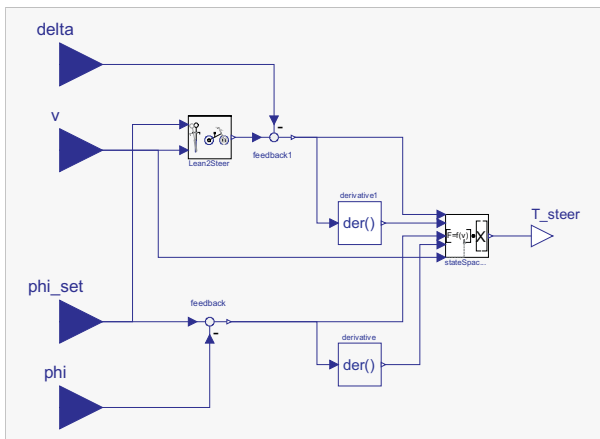 delta
v
-
Lean2Steer
feedback1
derivative1
der()
F=f(v)
X
stateSpac...
T_steer
phi_set
feedback
-
phi
derivative
der()